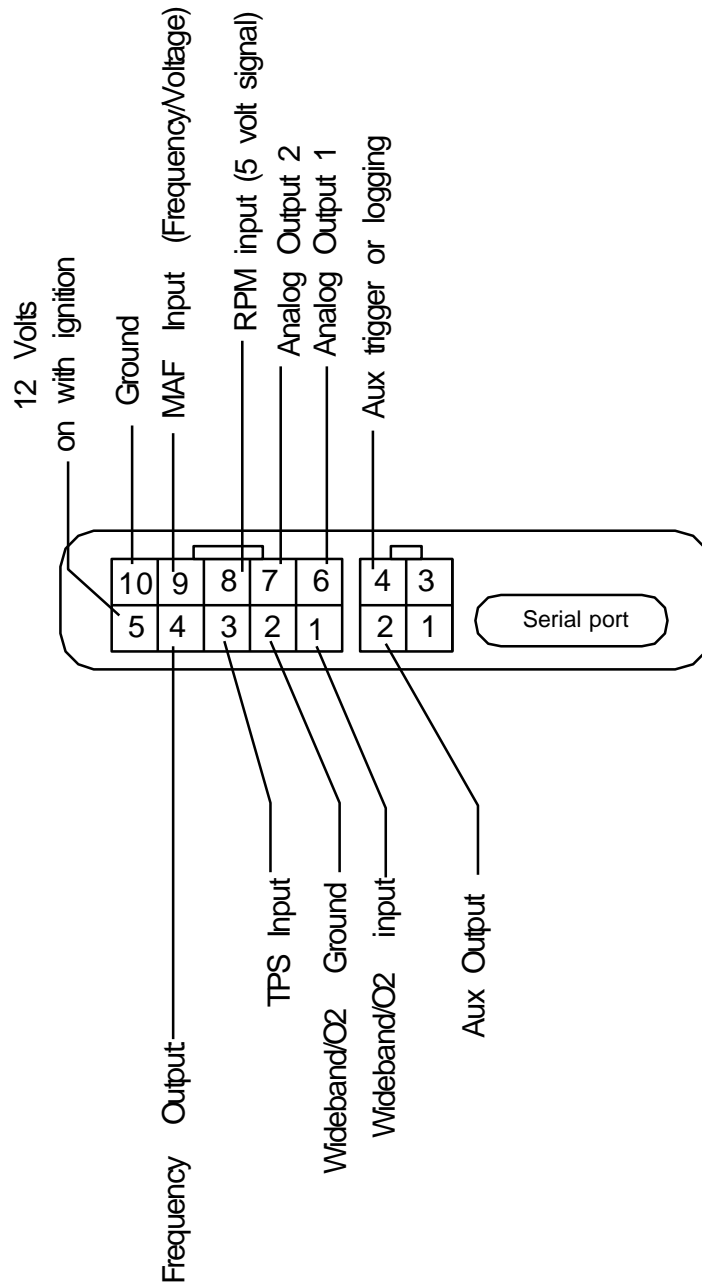 12 Volts
on with ignition
Ground
MAF Input (Frequency/Voltage)
RPM input (5 volt signal)
Analog Output 2
Analog Output 1
Aux trigger or logging
10 9 8 7 6 4 3
5 4 3 2 1 2 1
Serial port
Frequency Output
TPS Input
Wideband/O2 Ground
Wideband/O2 input
Aux Output